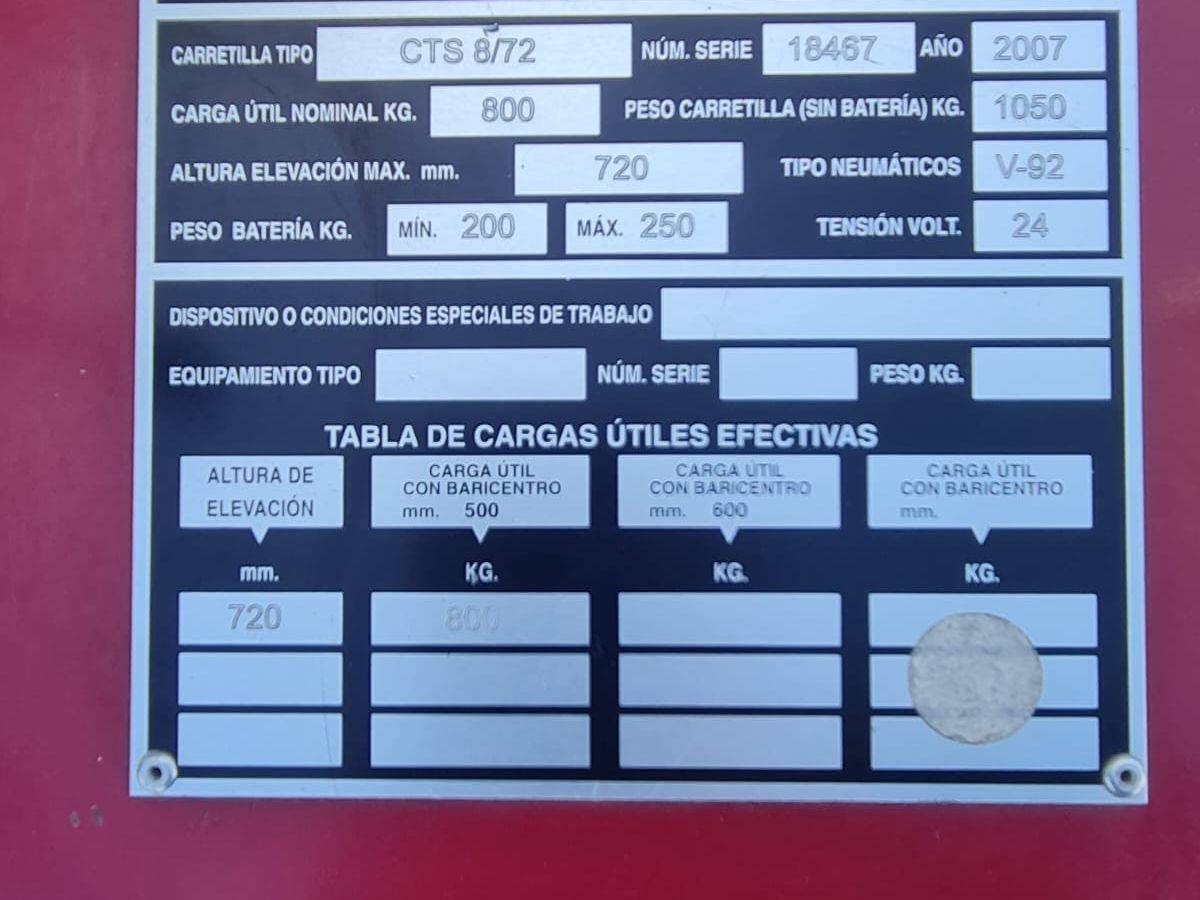 CARRETILLA TIPO CTS 8/72 NÚM. SERIE 18467 AÑO 2007
CARGA ÚTIL NOMINAL KG. 800 PESO CARRETILLA (SIN BATERÍA) KG. 1050
ALTURA ELEVACIÓN MAX. mm. 720 TIPO NEUMÁTICOS V-92
PESO BATERÍA KG. MÍN. 200 MÁX. 250 TENSIÓN VOLT. 24
DISPOSITIVO O CONDICIONES ESPECIALES DE TRABAJO
EQUIPAMIENTO TIPO NÚM. SERIE PESO KG.
TABLA DE CARGAS ÚTILES EFECTIVAS
ALTURA DE
ELEVACIÓN
CARGA ÚTIL
CON BARICENTRO
mm. 500
CARGA ÚTIL
CON BARICENTRO
mm. 600
CARGA ÚTIL
CON BARICENTRO
mm.
mm. KG. KG. KG.
720 800